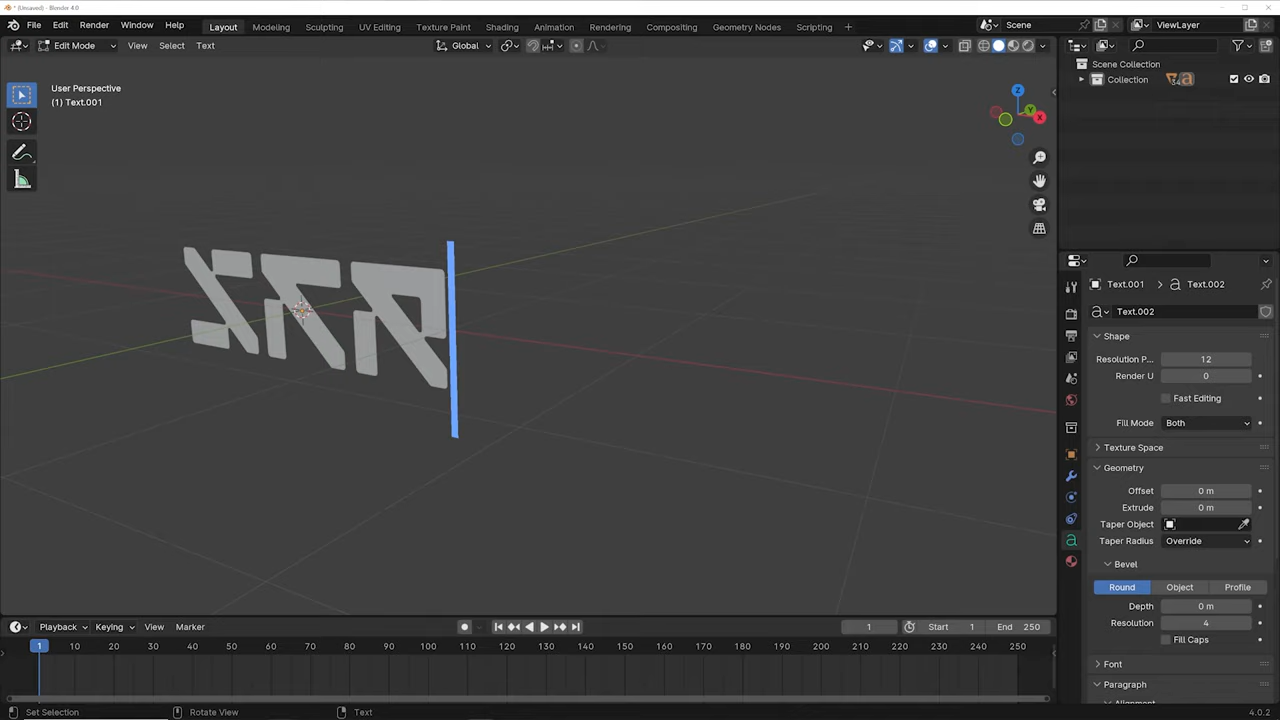 * (Unsaved) - Blender 4.0
File Edit Render Window Help Layout Modeling Sculpting UV Editing Texture Paint Shading Animation Rendering Compositing Geometry Nodes Scripting + Scene ViewLayer
Edit Mode View Select Text Global
User Perspective
(1) Text.001
Z
Y
X
Scene Collection
Collection
Text.001 > Text.002
Text.002
Shape
Resolution P... 12
Render U 0
Fast Editing
Fill Mode Both
Texture Space
Geometry
Offset 0 m
Extrude 0 m
Taper Object
Taper Radius Override
Bevel
Round Object Profile
Depth 0 m
Resolution 4
Fill Caps
Font
Paragraph
Playback Keying View Marker 1 Start 1 End 250
1 10 20 30 40 50 60 70 80 90 100 110 120 130 140 150 160 170 180 190 200 210 220 230 240 250
Set Selection Rotate View Text 4.0.2